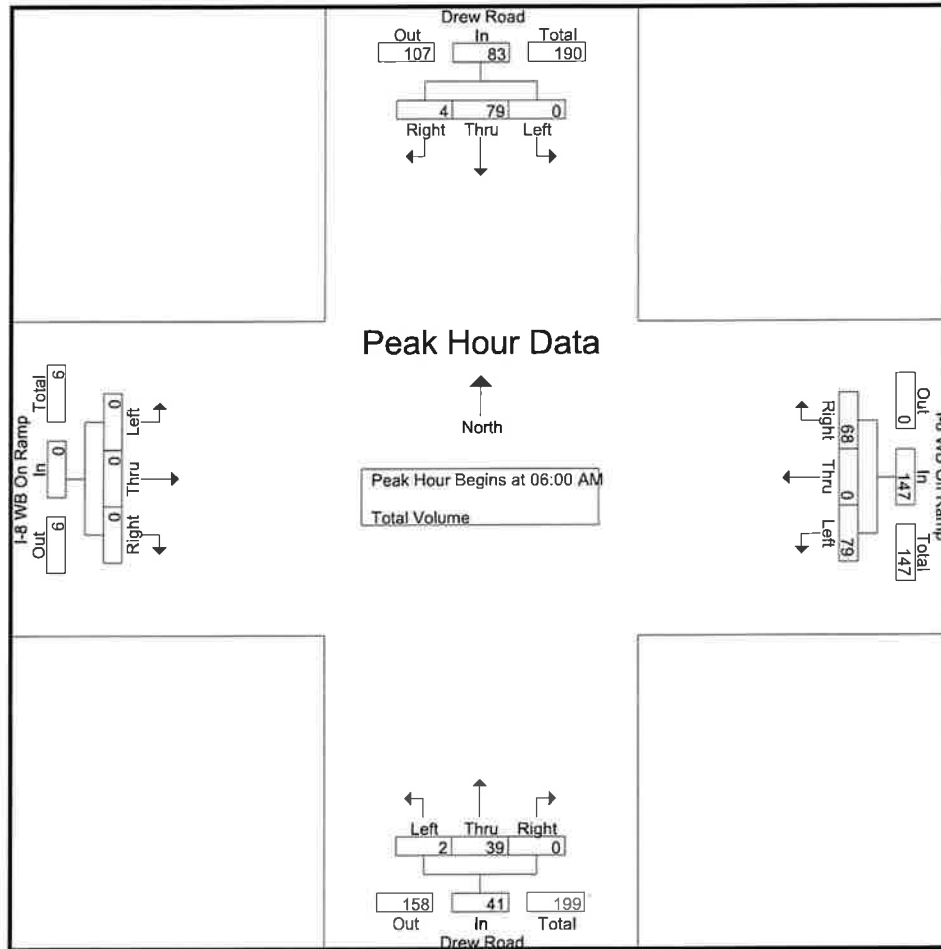 Drew Road
Out In Total
107 83 190
4 79 0
Right Thru Left
Peak Hour Data
North
Peak Hour Begins at 06:00 AM
Total Volume
I-8 WB On Ramp
Out In Total
6 0 6
0 0 0
Right Thru Left
Out In Total
0 147 147
68 0 79
Right Thru Left
Left Thru Right
2 39 0
158 41 199
Out In Total
Drew Road